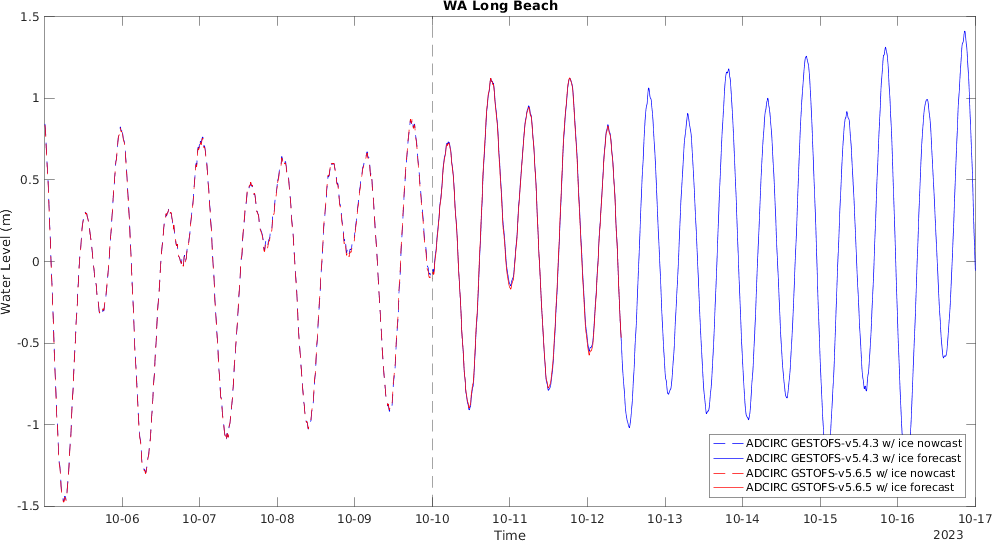 WA Long Beach
1.5
1
0.5
0
-0.5
-1
-1.5
Water Level (m)
10-06 10-07 10-08 10-09 10-10 10-11 10-12 10-13 10-14 10-15 10-16 10-17
Time
2023
ADCIRC GESTOFS-v5.4.3 w/ ice nowcast
ADCIRC GESTOFS-v5.4.3 w/ ice forecast
ADCIRC GSTOFS-v5.6.5 w/ ice nowcast
ADCIRC GSTOFS-v5.6.5 w/ ice forecast